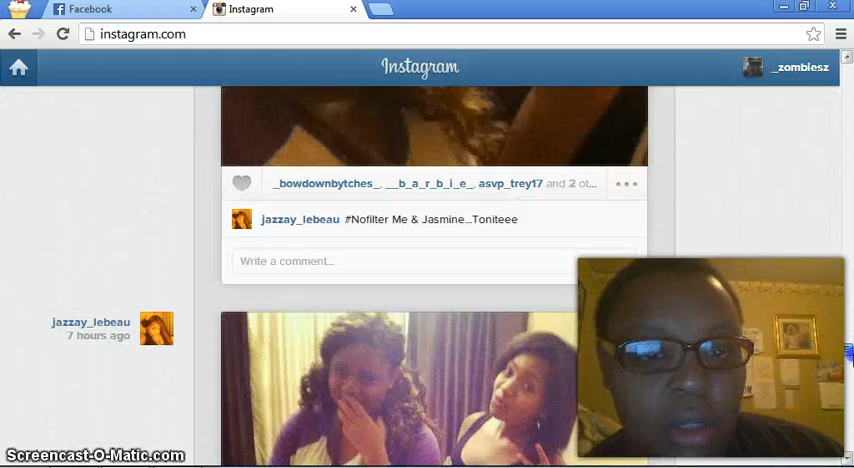 Facebook
Instagram
instagram.com
Instagram
_zombiesz
_bowdownbytches_, __b_a_r_b_i_e_, asvp_trey17 and 2 ot...
jazzay_lebeau #Nofilter Me & Jasmine...Toniteee
Write a comment...
jazzay_lebeau
7 hours ago
Screencast-O-Matic.com